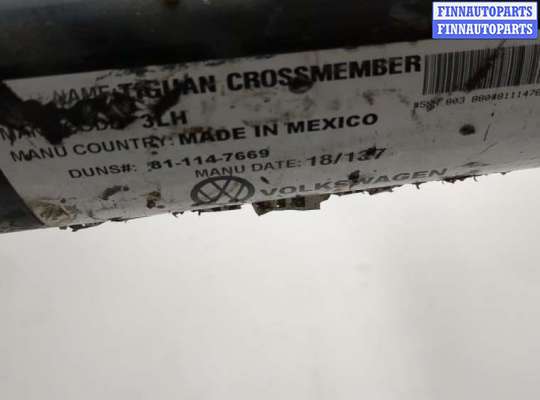 FINNAUTOPARTS
FINNAUTOPARTS
NAME: TIGUAN CROSSMEMBER
3LH
MANU COUNTRY: MADE IN MEXICO
DUNS#: 81-114-7669
MANU DATE: 18/137
VOLKSWAGEN